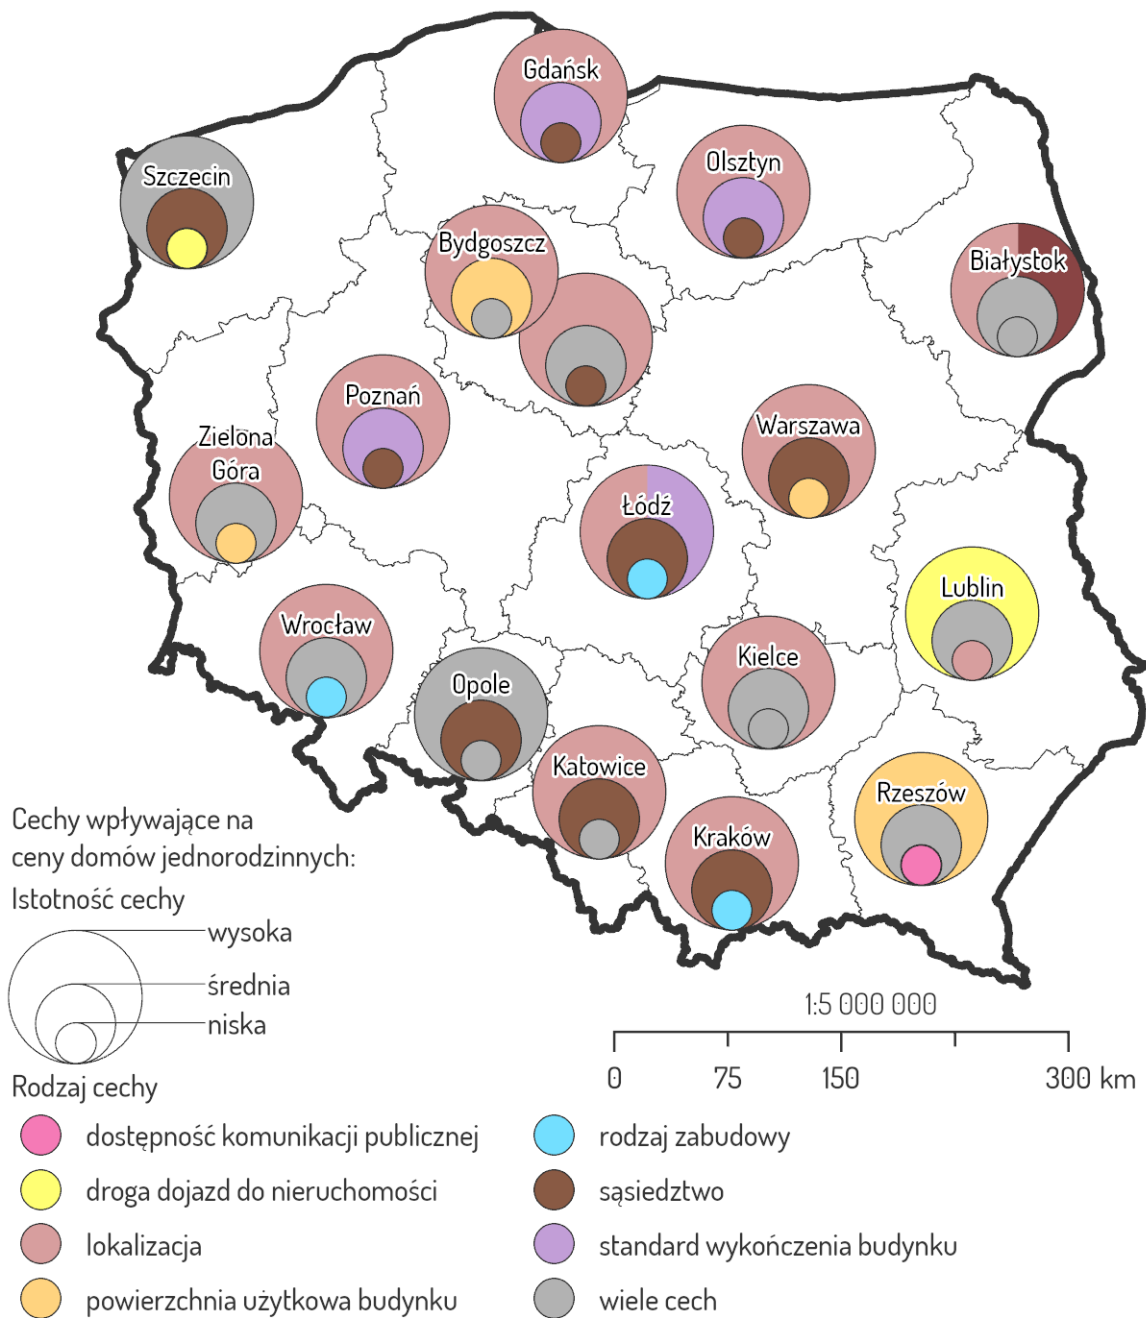 Gdańsk
Olsztyn
Szczecin
Bydgoszcz
Białystok
Poznań
Warszawa
Zielona
Góra
Łódź
Lublin
Wrocław
Kielce
Opole
Katowice
Rzeszów
Kraków
Cechy wpływające na
ceny domów jednorodzinnych:
Istotność cechy
wysoka
średnia
niska
1:5 000 000
0 75 150 300 km
Rodzaj cechy
dostępność komunikacji publicznej
droga dojazd do nieruchomości
lokalizacja
powierzchnia użytkowa budynku
rodzaj zabudowy
sąsiedztwo
standard wykończenia budynku
wiele cech